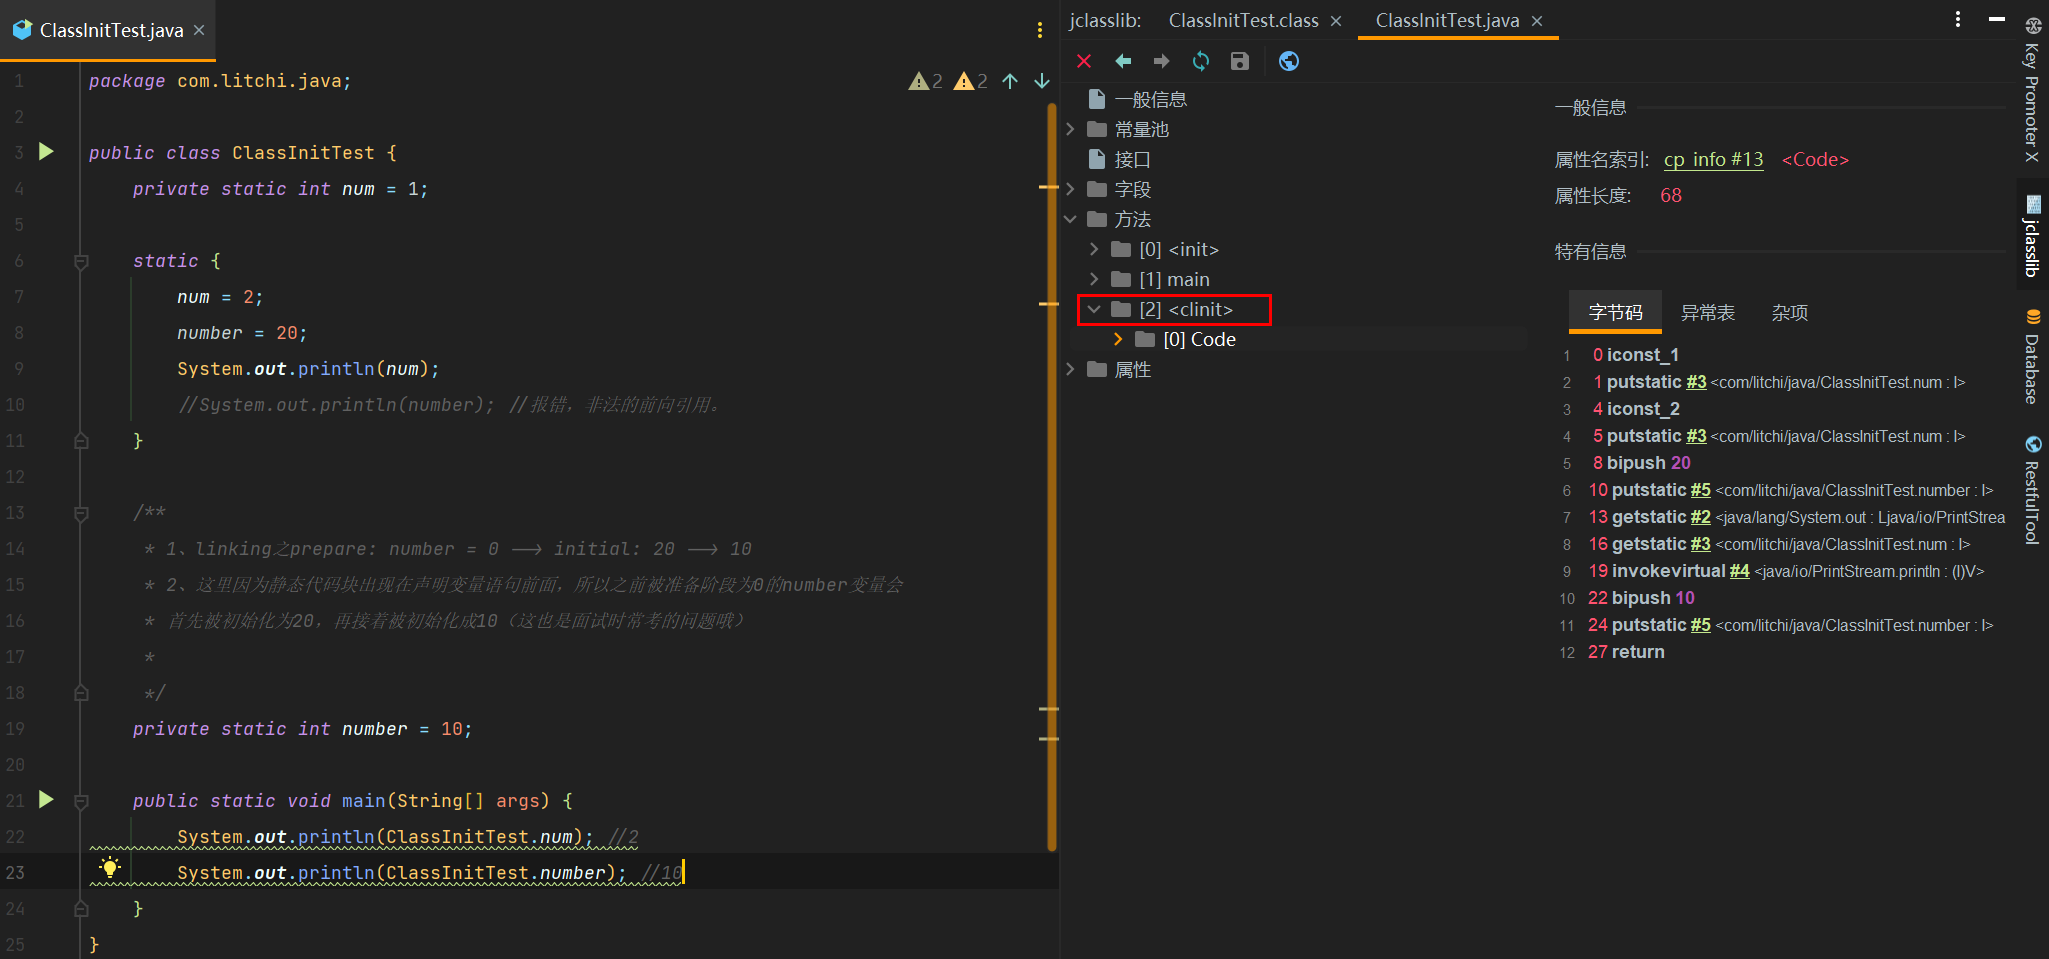 ClassInitTest.java
2 2
1 package com.litchi.java;
2
3 public class ClassInitTest {
4 private static int num = 1;
5
6 static {
7 num = 2;
8 number = 20;
9 System.out.println(num);
10 //System.out.println(number); //报错，非法的前向引用。
11 }
12
13 /**
14 * 1、linking之prepare: number = 0 --> initial: 20 --> 10
15 * 2、这里因为静态代码块出现在声明变量语句前面，所以之前被准备阶段为0的number变量会
16 * 首先被初始化为20，再接着被初始化成10（这也是面试时常考的问题哦）
17 *
18 */
19 private static int number = 10;
20
21 public static void main(String[] args) {
22 System.out.println(ClassInitTest.num); //2
23 System.out.println(ClassInitTest.number); //10
24 }
25 }
jclasslib: ClassInitTest.class ClassInitTest.java
一般信息
常量池
接口
字段
方法
[0] <init>
[1] main
[2] <clinit>
[0] Code
属性
一般信息
属性名索引: cp_info #13 <Code>
属性长度: 68
特有信息
字节码 异常表 杂项
1 0 iconst_1
2 1 putstatic #3 <com/litchi/java/ClassInitTest.num : I>
3 4 iconst_2
4 5 putstatic #3 <com/litchi/java/ClassInitTest.num : I>
5 8 bipush 20
6 10 putstatic #5 <com/litchi/java/ClassInitTest.number : I>
7 13 getstatic #2 <java/lang/System.out : Ljava/io/PrintStrea
8 16 getstatic #3 <com/litchi/java/ClassInitTest.num : I>
9 19 invokevirtual #4 <java/io/PrintStream.println : (I)V>
10 22 bipush 10
11 24 putstatic #5 <com/litchi/java/ClassInitTest.number : I>
12 27 return
Key Promoter X
jclasslib
Database
RestfulTool